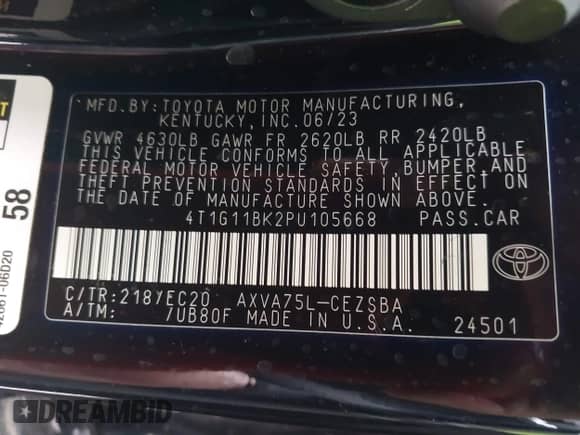 MFD.BY:TOYOTA MOTOR MANUFACTURING,
KENTUCKY,INC.06/23
GVWR 4630LB GAWR FR 2620LB RR 2420LB
THIS VEHICLE CONFORMS TO ALL APPLICABLE
FEDERAL MOTOR VEHICLE SAFETY,BUMPER,AND
THEFT PREVENTION STANDARDS IN EFFECT ON
THE DATE OF MANUFACTURE SHOWN ABOVE.
4T1G11BK2PU105668 PASS.CAR
C/TR:218YEC20 AXVA75L-CEZSBA
A/TM: 7UB80F MADE IN U.S.A. 24501
58
DREAMBID